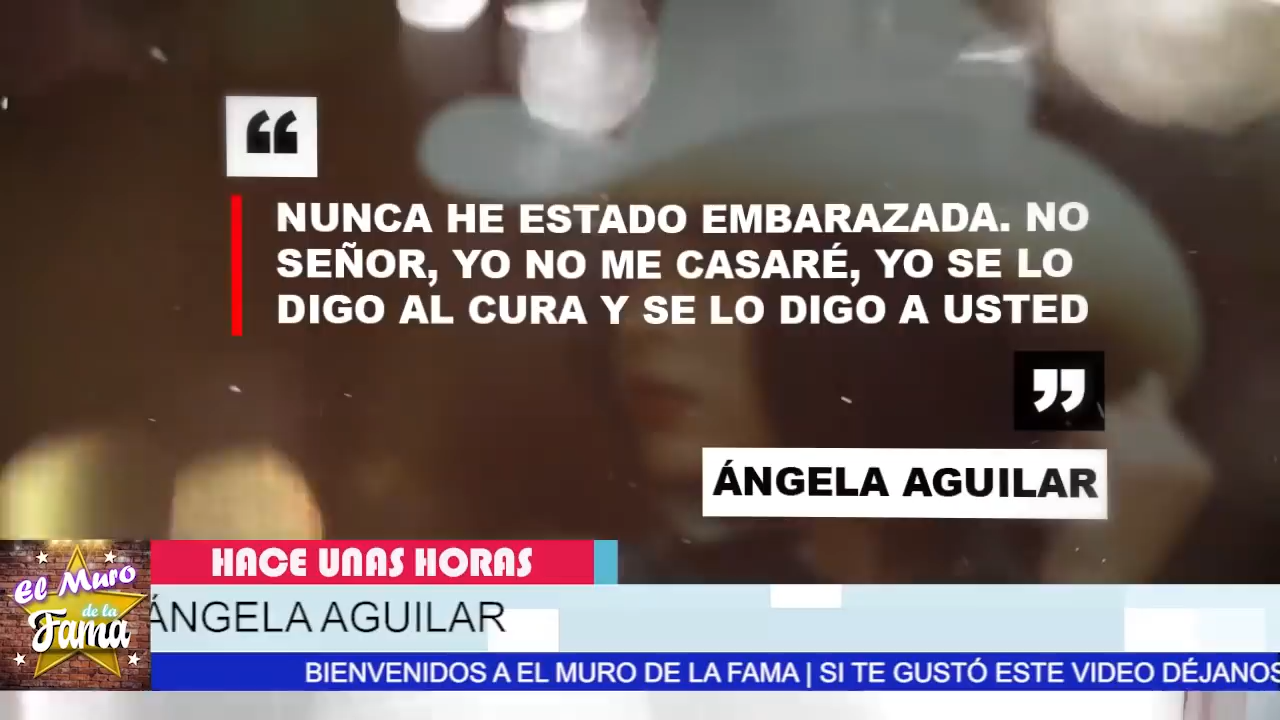 “
NUNCA HE ESTADO EMBARAZADA. NO
SEÑOR, YO NO ME CASARÉ, YO SE LO
DIGO AL CURA Y SE LO DIGO A USTED
”
ÁNGELA AGUILAR
HACE UNAS HORAS
El Muro
de la
Fama
ÁNGELA AGUILAR
BIENVENIDOS A EL MURO DE LA FAMA | SI TE GUSTÓ ESTE VIDEO DÉJANOS